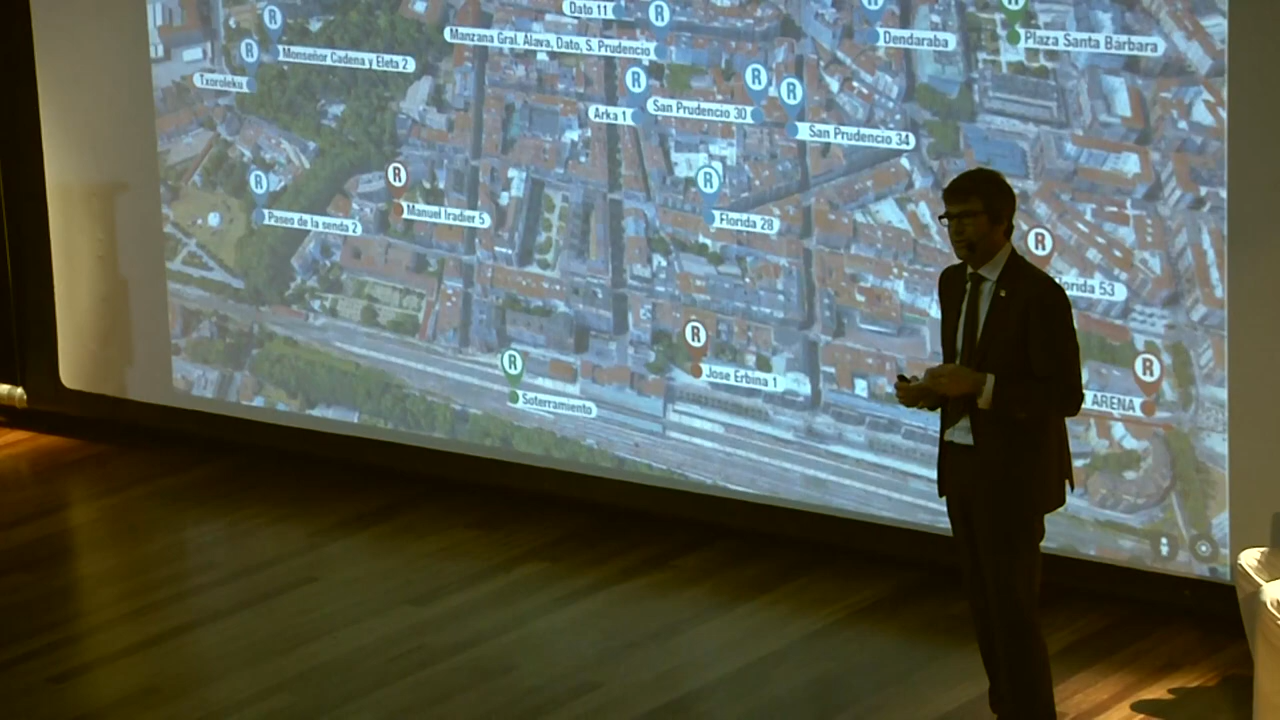 Dato 11
R
R
Manzana Gral. Álava, Dato, S. Prudencio
Dendaraba
Plaza Santa Bárbara
R
Monseñor Cadena y Eleta 2
Txoroleku
R
R
R
Arka 1
San Prudencio 30
San Prudencio 34
R
R
R
Paseo de la senda 2
Manuel Iradier 5
Florida 28
R
orida 53
R
R
R
Jose Erbina 1
Soterramiento
ARENA